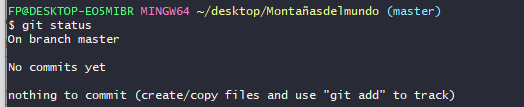 FP@DESKTOP-EO5MIBR MINGW64 ~/desktop/Montañasdelmundo (master)
$ git status
On branch master
No commits yet
nothing to commit (create/copy files and use "git add" to track)